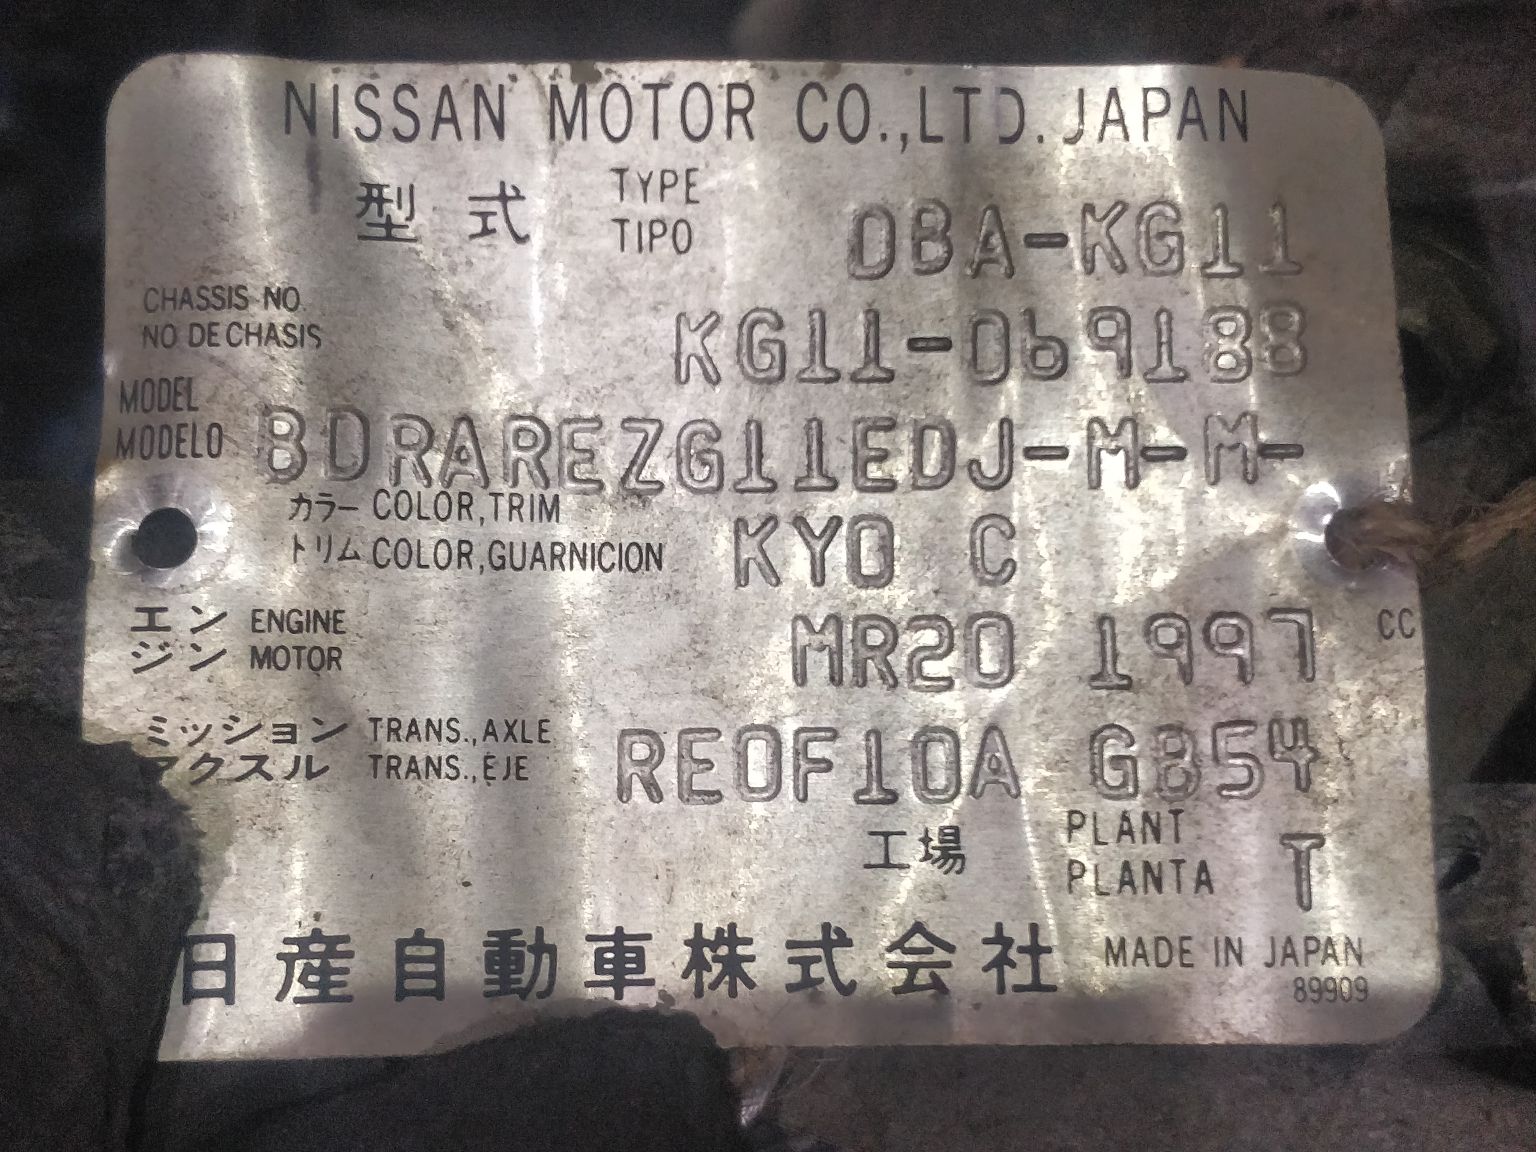 NISSAN MOTOR CO.,LTD. JAPAN
型式 TYPE TIPO DBA-KG11
CHASSIS NO. NO DE CHASIS KG11-069188
MODEL MODELO BDRAREZG11EDJ-M-M-
カラー COLOR,TRIM
トリム COLOR,GUARNICION KY0 C
エンジン ENGINE MOTOR MR20 1997 CC
ミッション TRANS.,AXLE
アクスル TRANS.,EJE RE0F10A G854
工場 PLANT PLANTA T
日産自動車株式会社 MADE IN JAPAN
89909